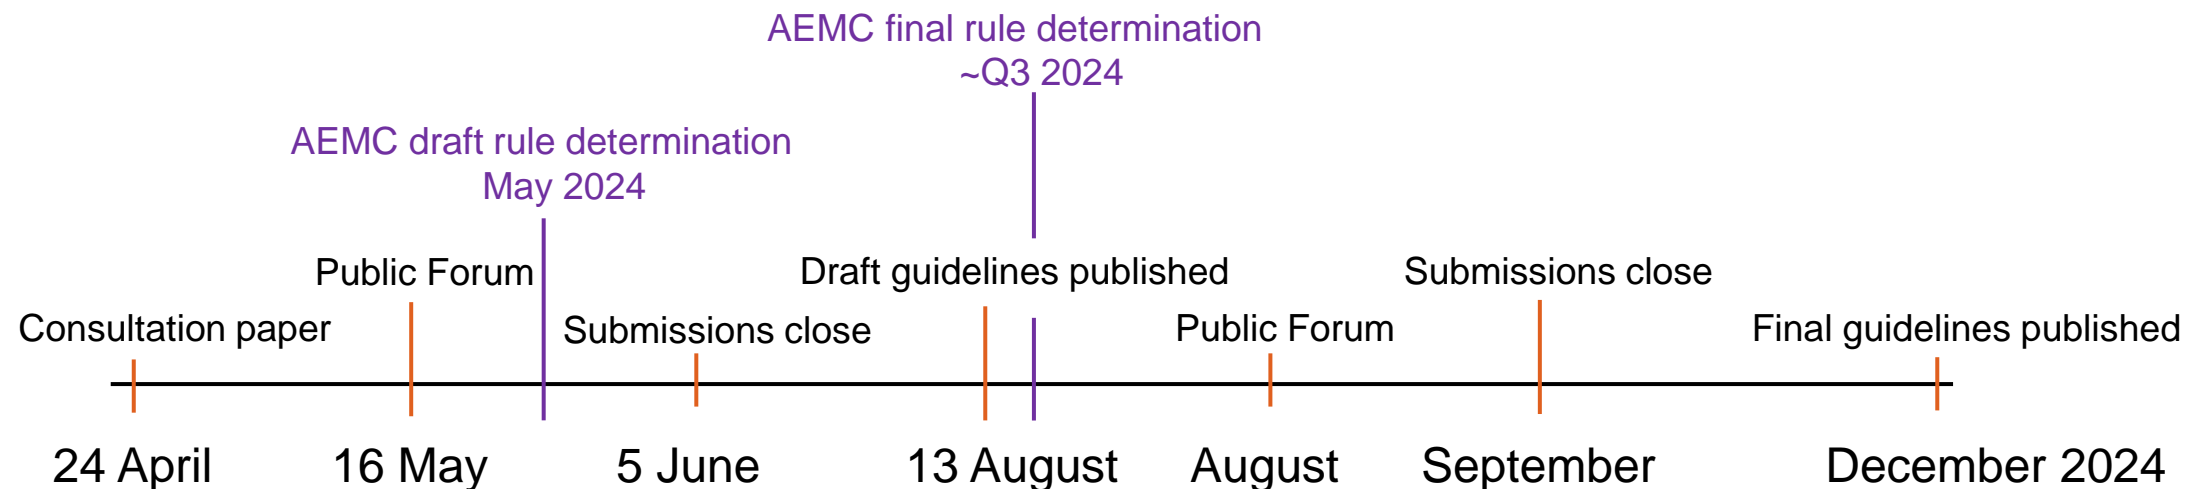 AEMC final rule determination
~Q3 2024
AEMC draft rule determination
May 2024
Public Forum
Draft guidelines published
Submissions close
Consultation paper
Submissions close
Public Forum
Final guidelines published
24 April
16 May
5 June
13 August
August
September
December 2024